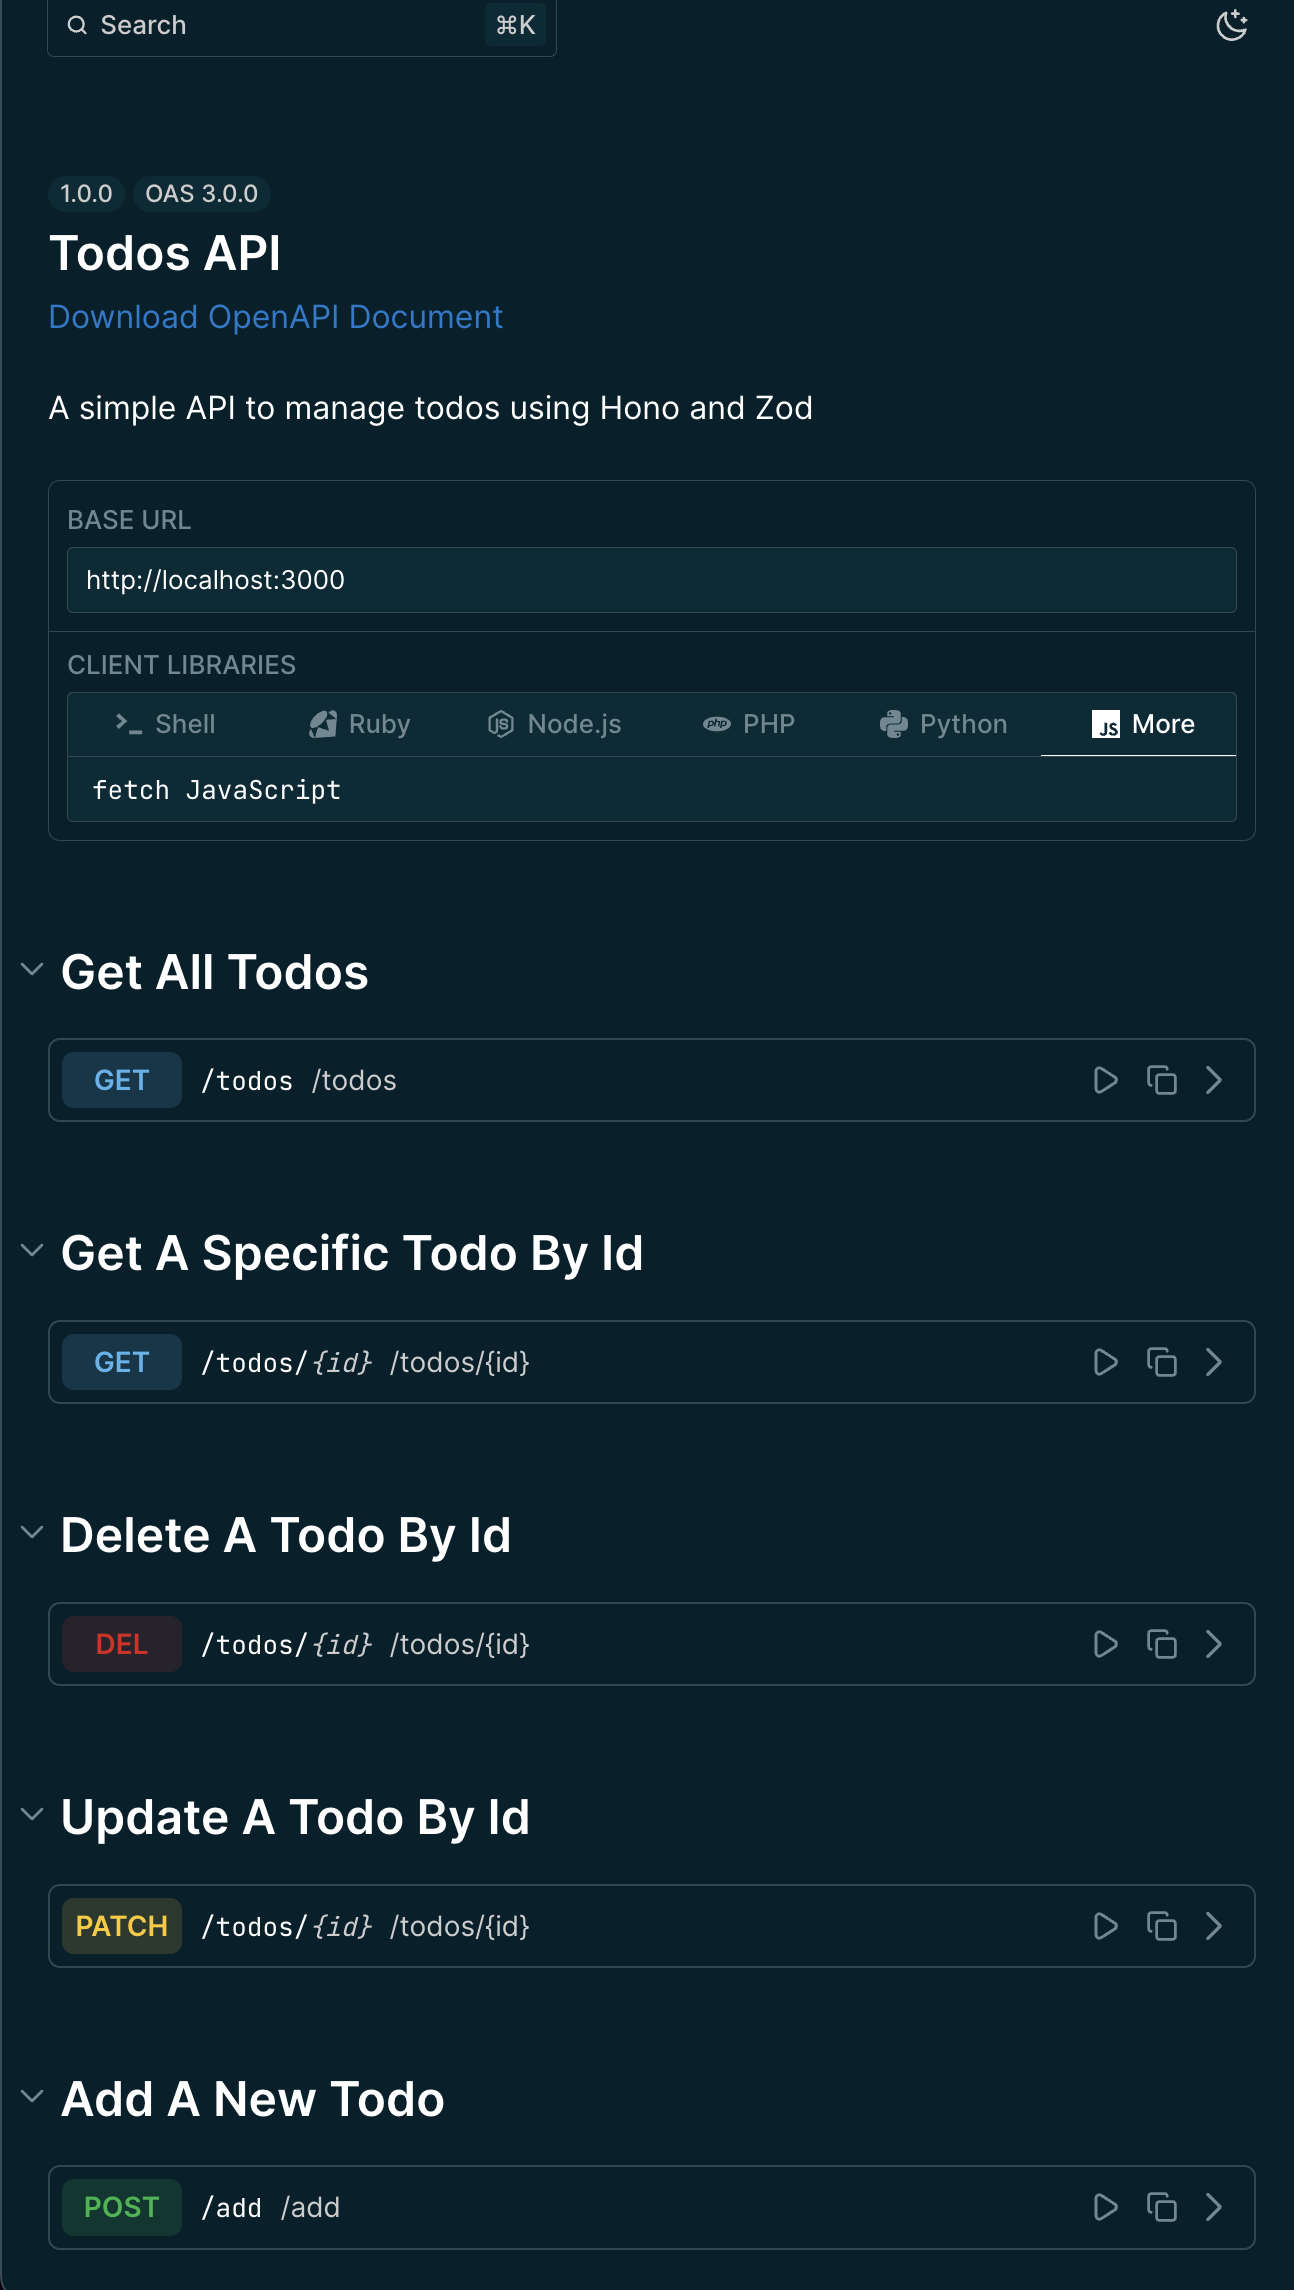 Search ⌘K
1.0.0 OAS 3.0.0
Todos API
Download OpenAPI Document
A simple API to manage todos using Hono and Zod
BASE URL
http://localhost:3000
CLIENT LIBRARIES
Shell Ruby Node.js PHP Python JS More
fetch JavaScript
Get All Todos
GET /todos /todos
Get A Specific Todo By Id
GET /todos/{id} /todos/{id}
Delete A Todo By Id
DEL /todos/{id} /todos/{id}
Update A Todo By Id
PATCH /todos/{id} /todos/{id}
Add A New Todo
POST /add /add